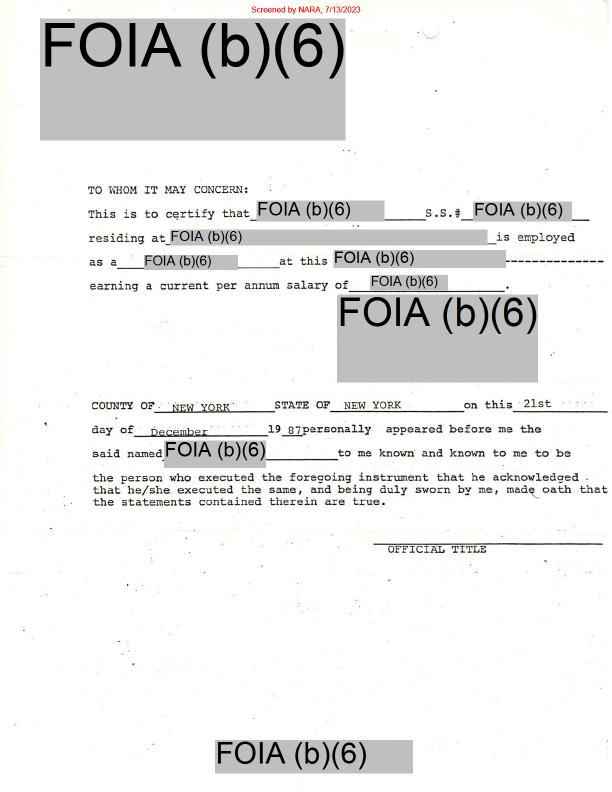 Screened by NARA, 7/13/2023
FOIA (b)(6)
TO WHOM IT MAY CONCERN:
This is to certify that FOIA (b)(6) S.S.# FOIA (b)(6)
residing at FOIA (b)(6) is employed
as a FOIA (b)(6) at this FOIA (b)(6) --------------
earning a current per annum salary of FOIA (b)(6).
FOIA (b)(6)
COUNTY OF NEW YORK STATE OF NEW YORK on this 21st
day of December 19 87 personally appeared before me the
said named FOIA (b)(6) to me known and known to me to be
the person who executed the foregoing instrument that he acknowledged
that he/she executed the same, and being duly sworn by me, made oath that
the statements contained therein are true.
OFFICIAL TITLE
FOIA (b)(6)